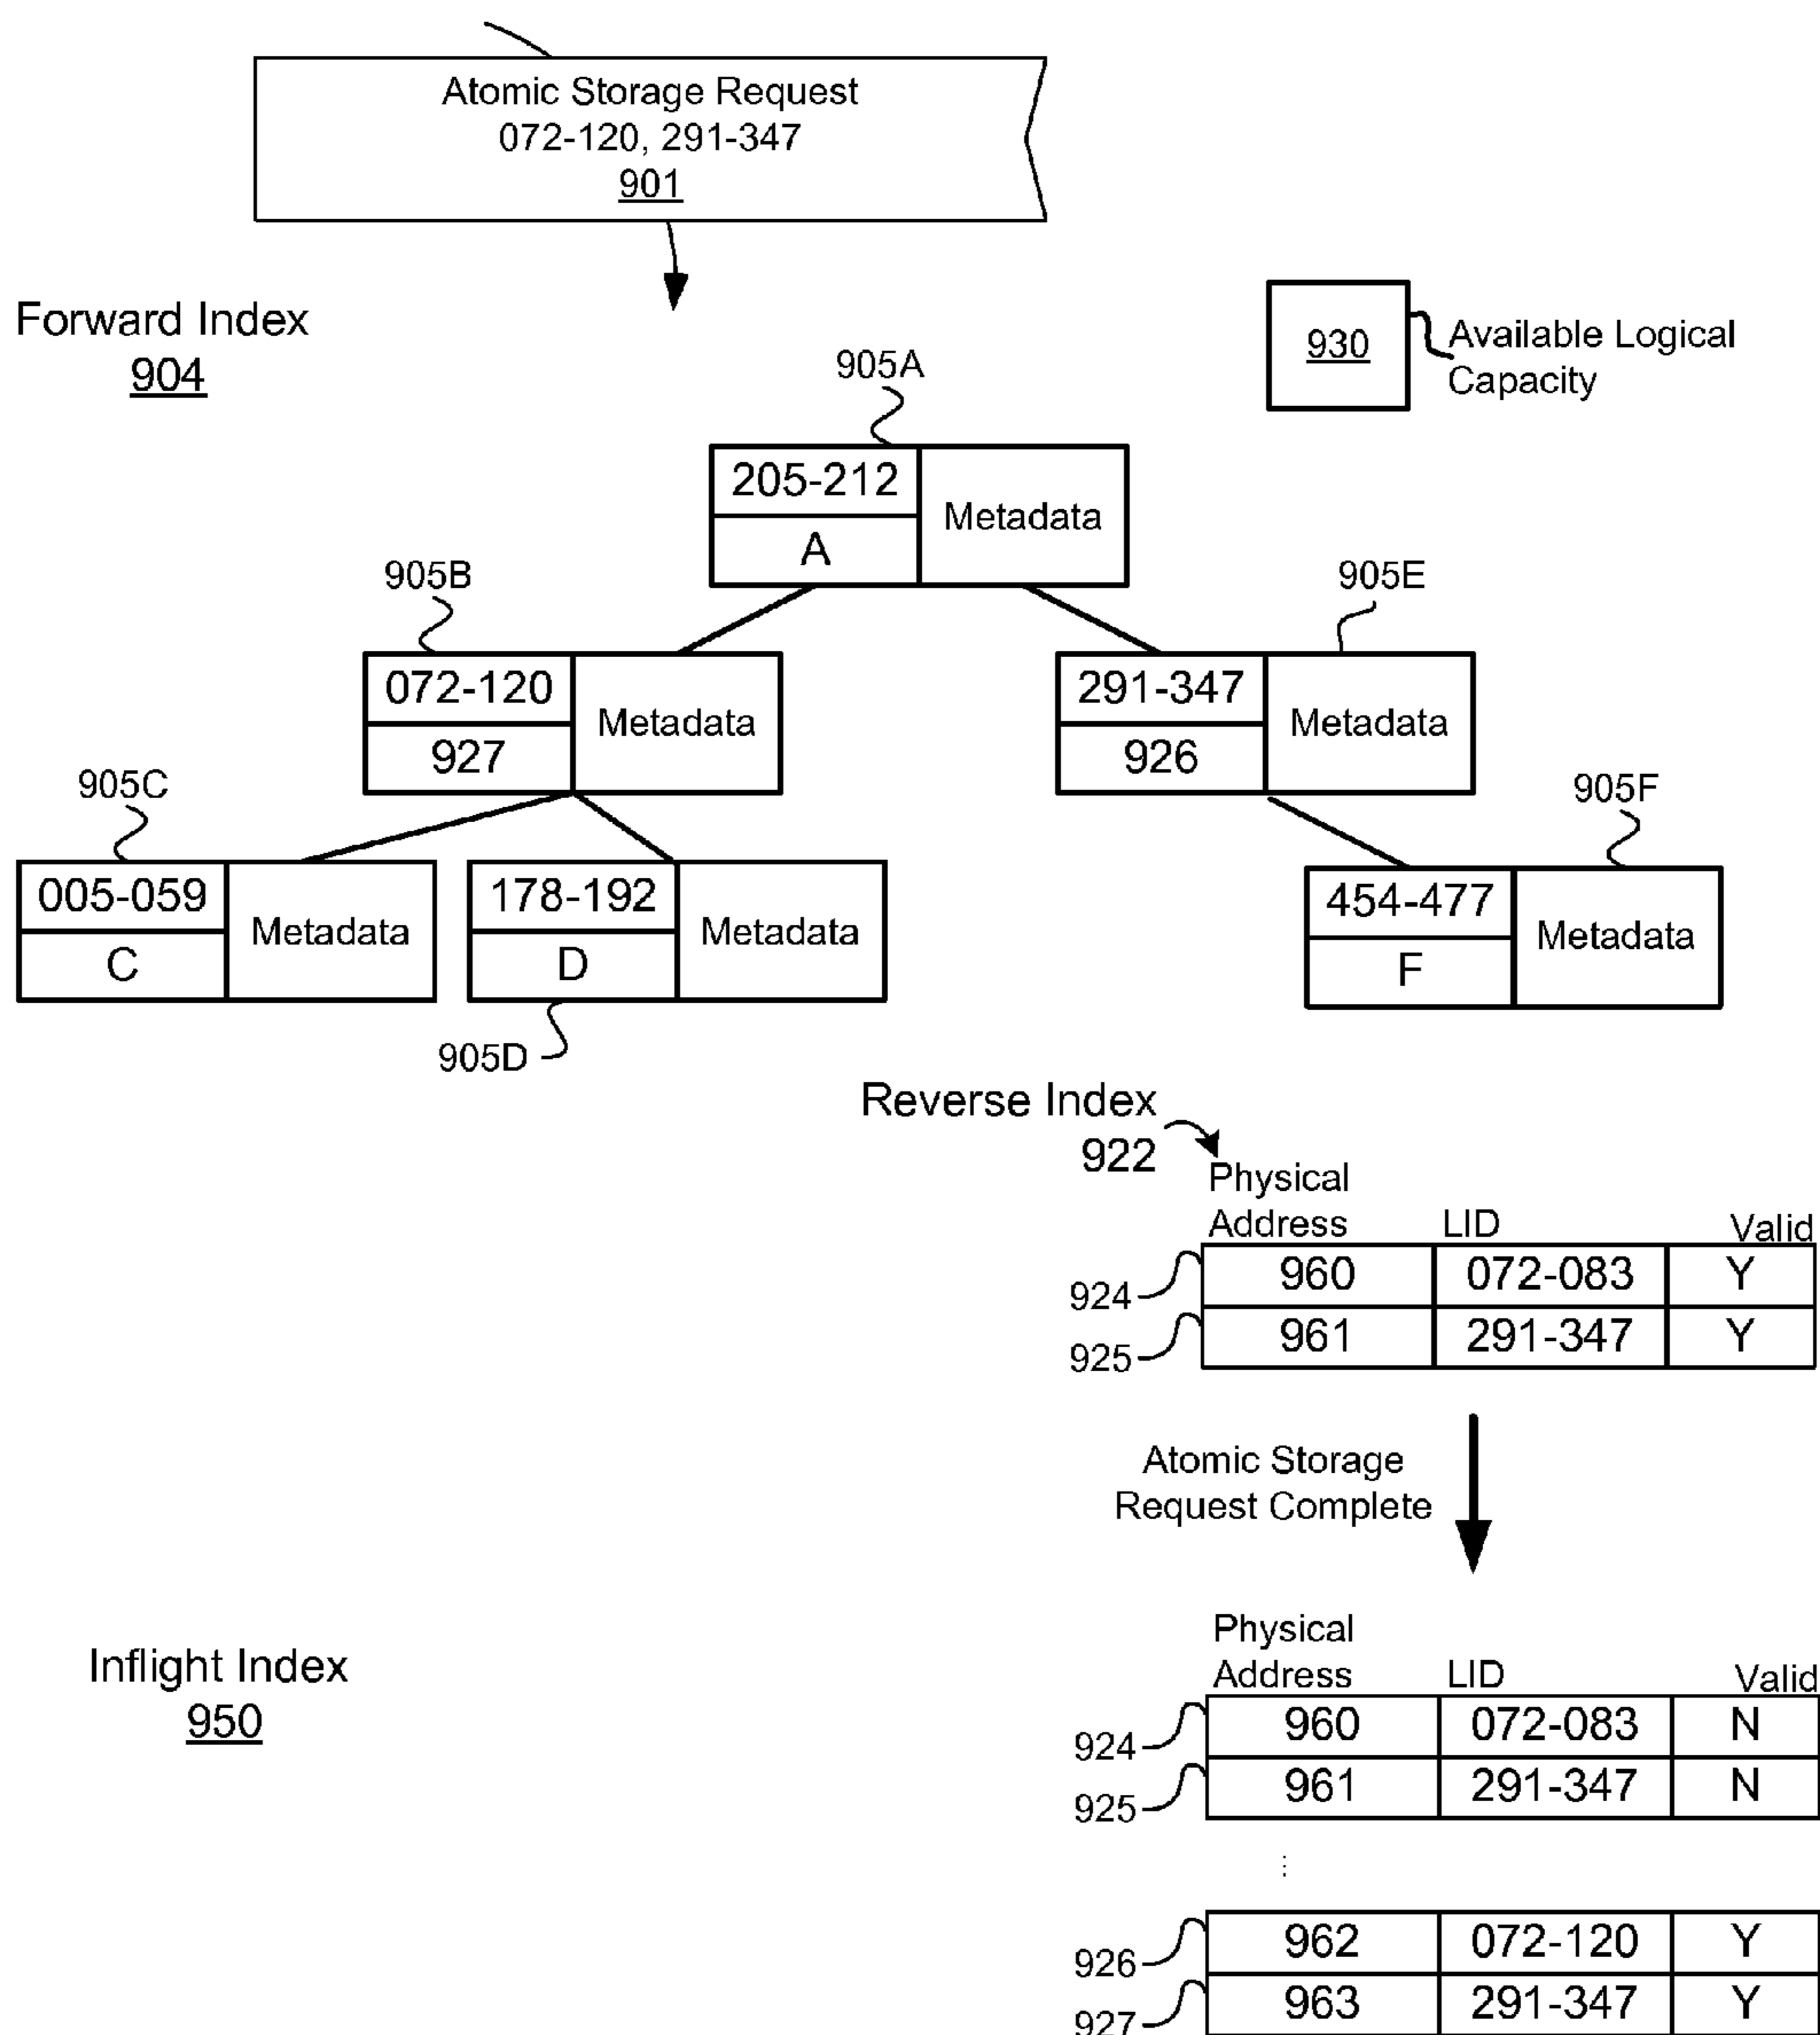 Atomic Storage Request
072-120, 291-347
901
Forward Index
904
930
Available Logical
Capacity
905A
205-212
A
Metadata
905B
072-120
927
Metadata
905E
291-347
926
Metadata
905C
005-059
C
Metadata
178-192
D
Metadata
905D
905F
454-477
F
Metadata
Reverse Index
922
Physical
Address LID Valid
924 960 072-083 Y
925 961 291-347 Y
Atomic Storage
Request Complete
Inflight Index
950
Physical
Address LID Valid
924 960 072-083 N
925 961 291-347 N
⋮
926 962 072-120 Y
927 963 291-347 Y